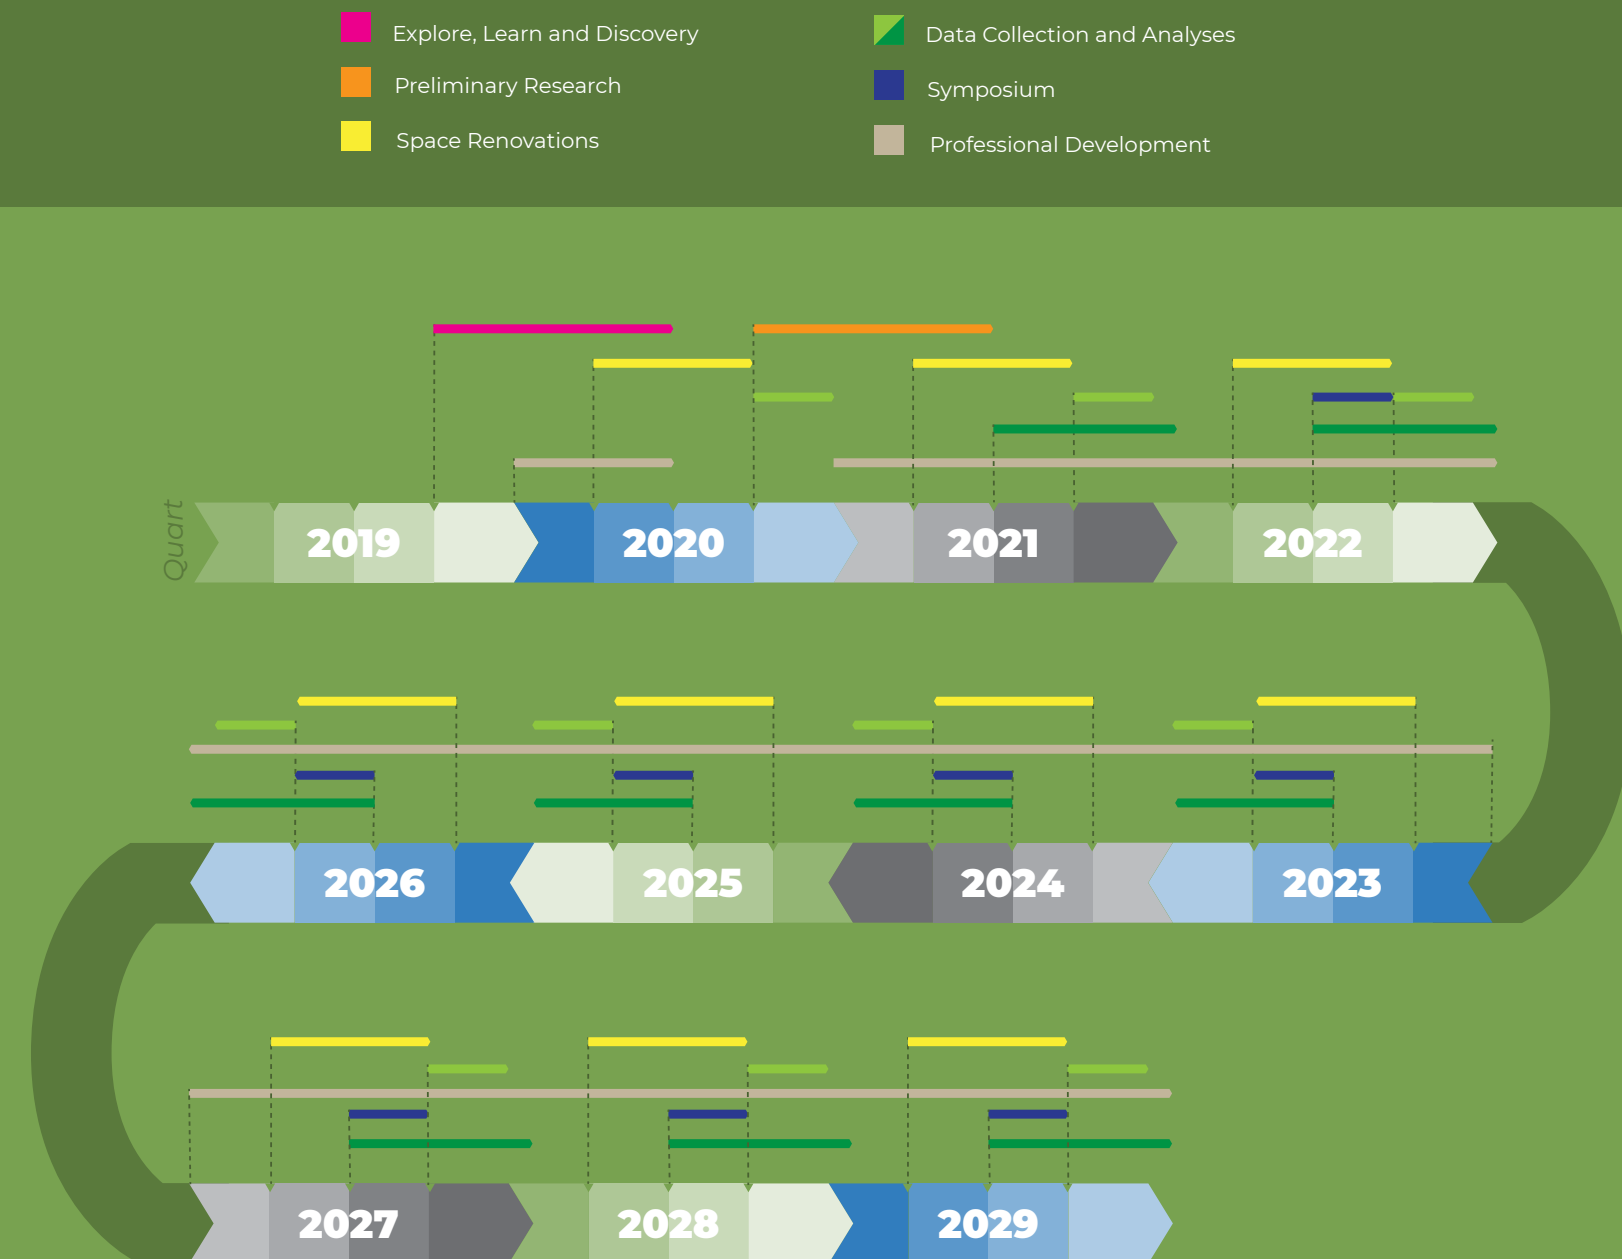 Explore, Learn and Discovery
Preliminary Research
Space Renovations
Data Collection and Analyses
Symposium
Professional Development
Quart
2019
2020
2021
2022
2026
2025
2024
2023
2027
2028
2029